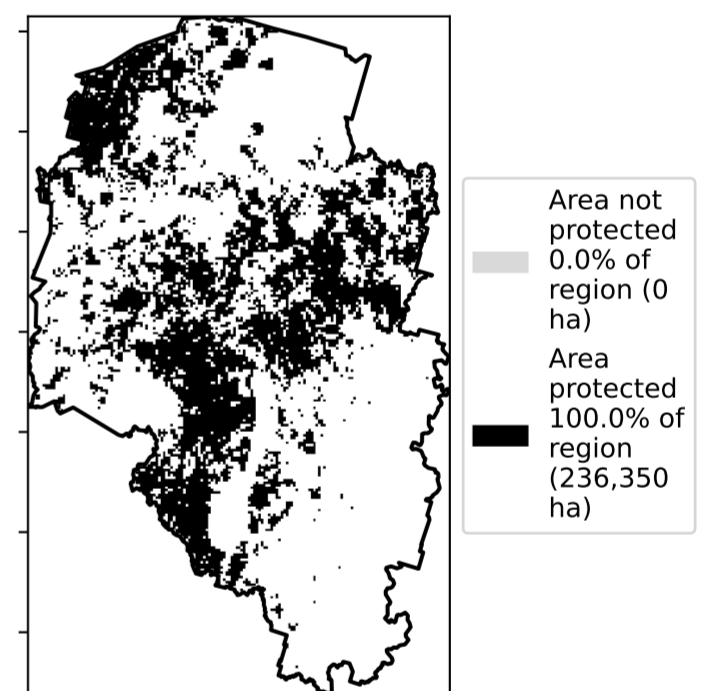 Area not
protected
0.0% of
region (0
ha)
Area
protected
100.0% of
region
(236,350
ha)